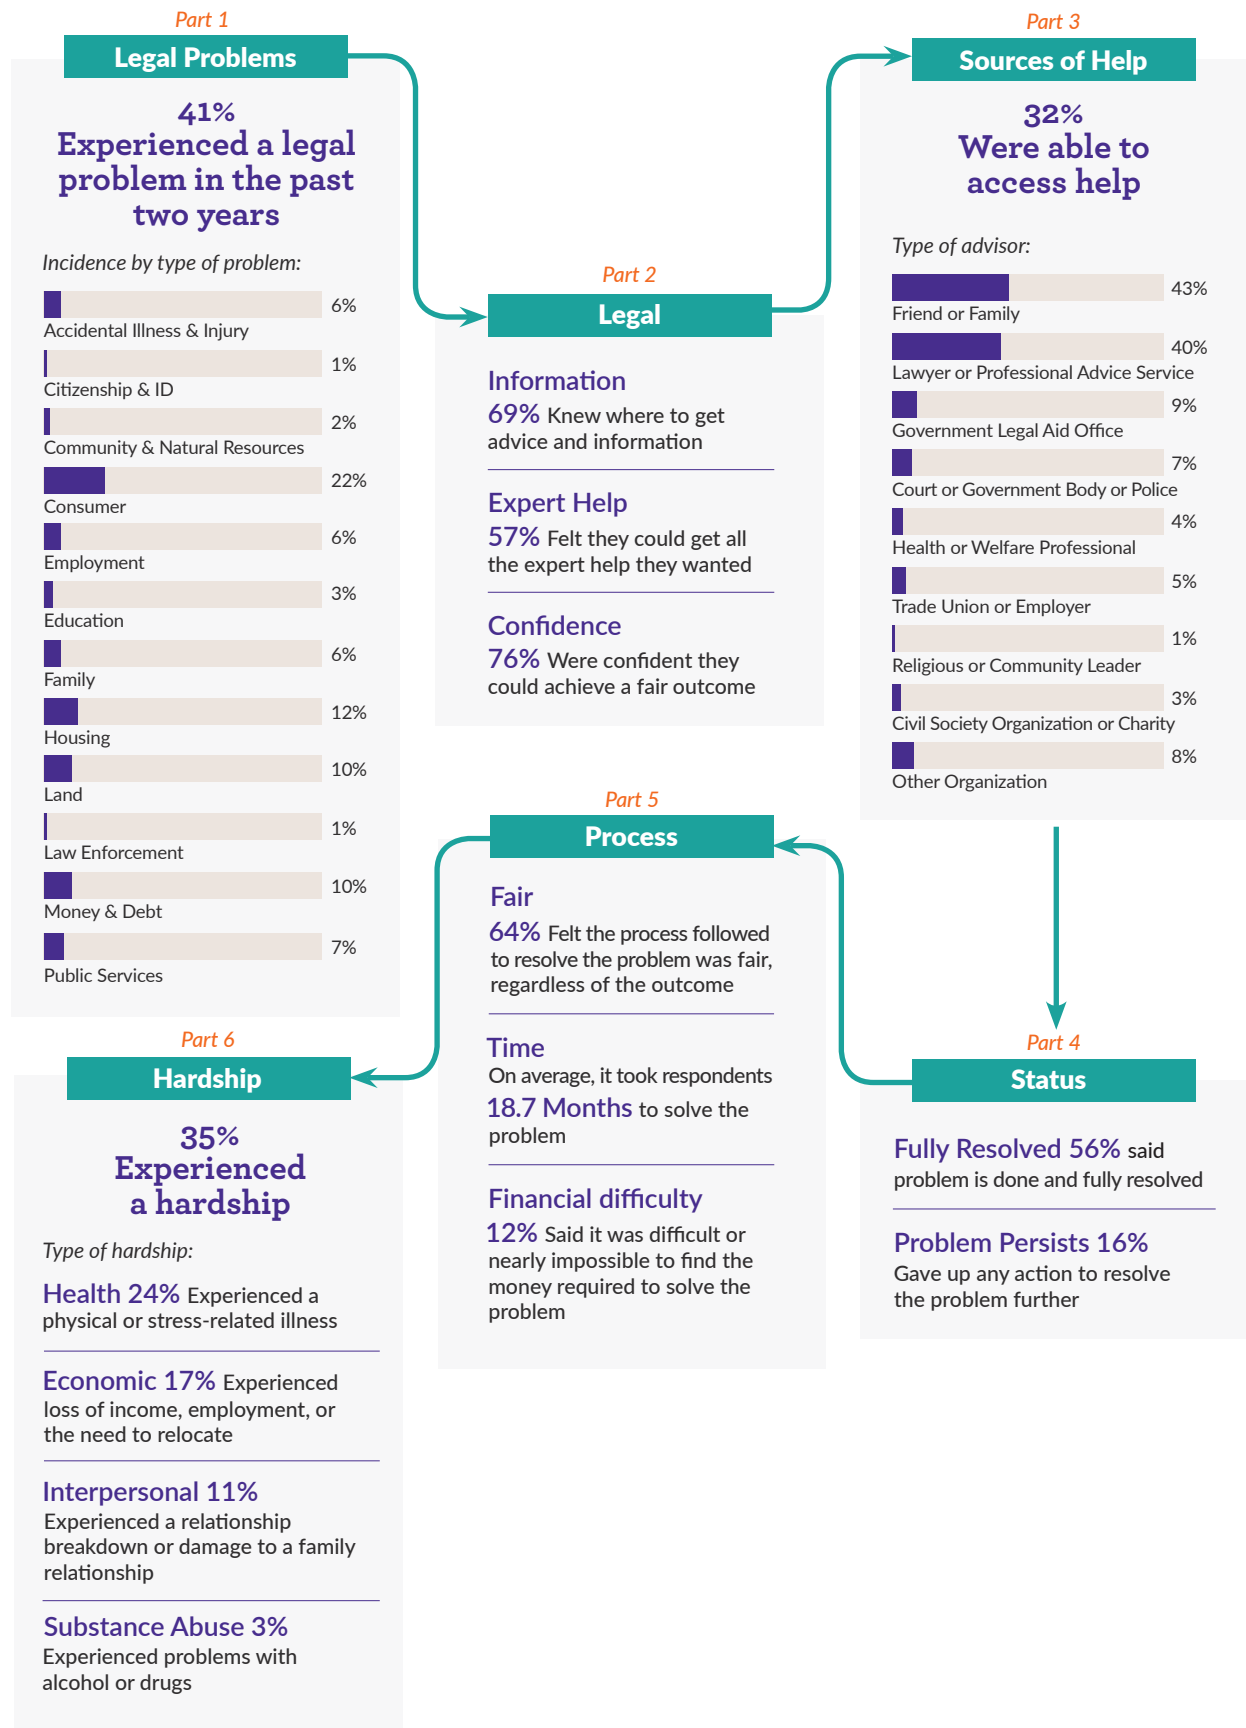 Part 1
Legal Problems
41%
Experienced a legal
problem in the past
two years
Incidence by type of problem:
6%
Accidental Illness & Injury
1%
Citizenship & ID
2%
Community & Natural Resources
22%
Consumer
6%
Employment
3%
Education
6%
Family
12%
Housing
10%
Land
1%
Law Enforcement
10%
Money & Debt
7%
Public Services
Part 2
Legal
Information
69% Knew where to get
advice and information
Expert Help
57% Felt they could get all
the expert help they wanted
Confidence
76% Were confident they
could achieve a fair outcome
Part 3
Sources of Help
32%
Were able to
access help
Type of advisor:
43%
Friend or Family
40%
Lawyer or Professional Advice Service
9%
Government Legal Aid Office
7%
Court or Government Body or Police
4%
Health or Welfare Professional
5%
Trade Union or Employer
1%
Religious or Community Leader
3%
Civil Society Organization or Charity
8%
Other Organization
Part 4
Status
Fully Resolved 56% said
problem is done and fully resolved
Problem Persists 16%
Gave up any action to resolve
the problem further
Part 5
Process
Fair
64% Felt the process followed
to resolve the problem was fair,
regardless of the outcome
Time
On average, it took respondents
18.7 Months to solve the
problem
Financial difficulty
12% Said it was difficult or
nearly impossible to find the
money required to solve the
problem
Part 6
Hardship
35%
Experienced
a hardship
Type of hardship:
Health 24% Experienced a
physical or stress-related illness
Economic 17% Experienced
loss of income, employment, or
the need to relocate
Interpersonal 11%
Experienced a relationship
breakdown or damage to a family
relationship
Substance Abuse 3%
Experienced problems with
alcohol or drugs